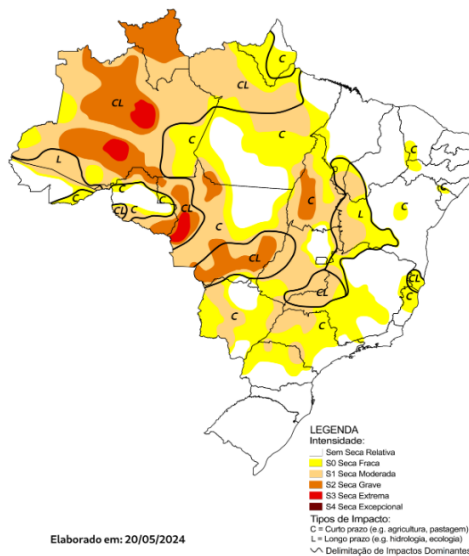 C
C
CL
CL
C
C
L
C
C
C
CL
C
CL
C
L
C
CL
CL
CL
C
C
C
LEGENDA
Intensidade:
Sem Seca Relativa
S0 Seca Fraca
S1 Seca Moderada
S2 Seca Grave
S3 Seca Extrema
S4 Seca Excepcional
Tipos de Impacto:
C = Curto prazo (e.g. agricultura, pastagem)
L = Longo prazo (e.g. hidrologia, ecologia)
Delimitação de Impactos Dominantes
Elaborado em: 20/05/2024